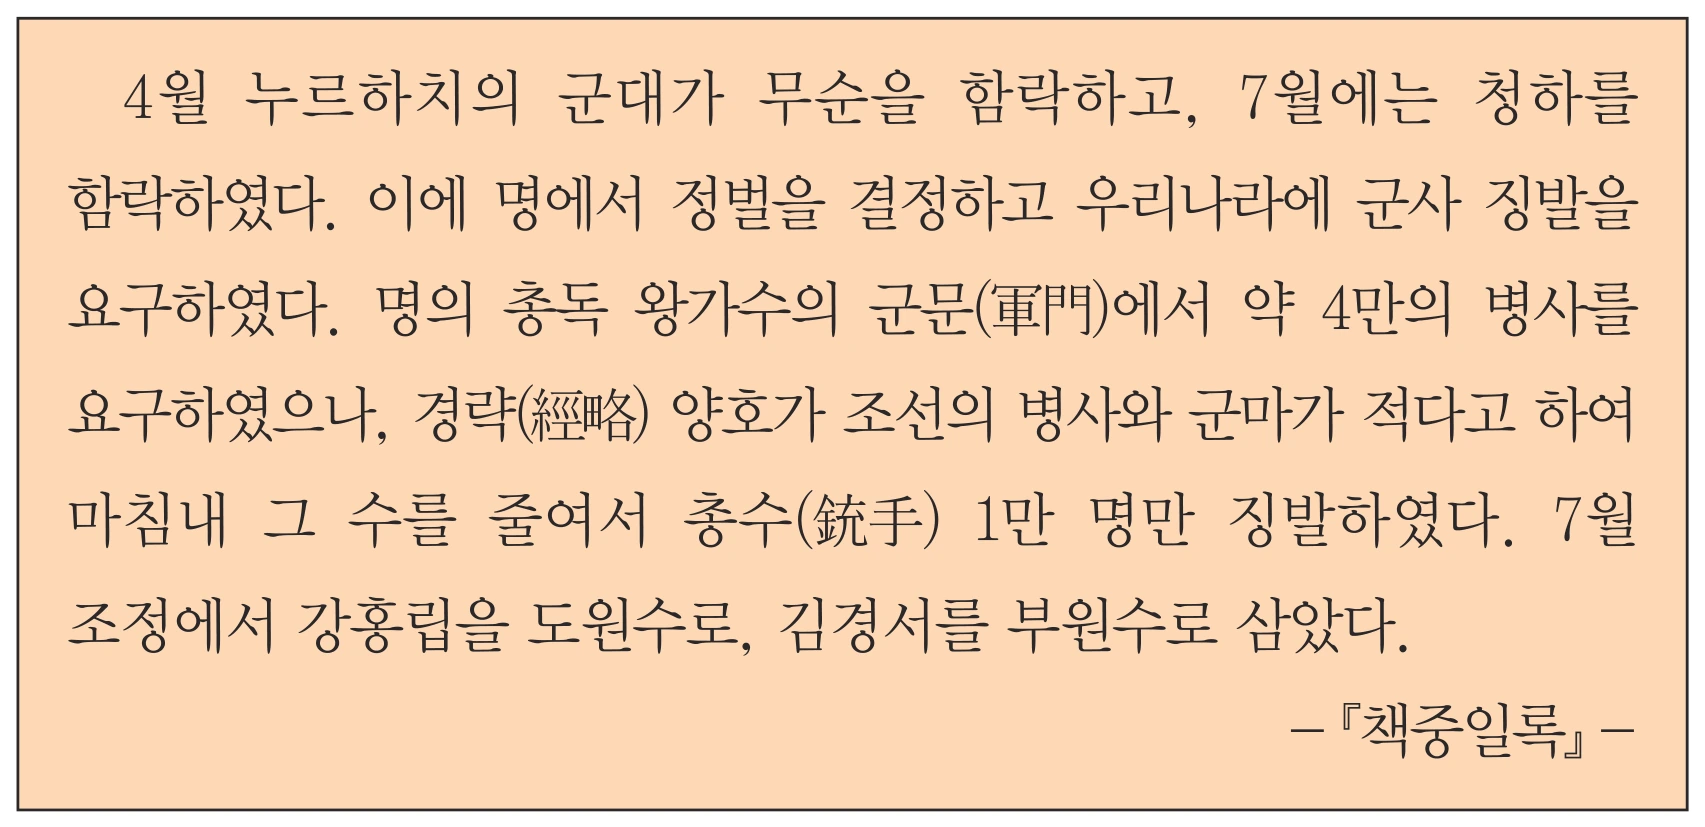 4월 누르하치의 군대가 무순을 함락하고, 7월에는 청하를
함락하였다. 이에 명에서 정벌을 결정하고 우리나라에 군사 징발을
요구하였다. 명의 총독 왕가수의 군문(軍門)에서 약 4만의 병사를
요구하였으나, 경략(經略) 양호가 조선의 병사와 군마가 적다고 하여
마침내 그 수를 줄여서 총수(銃手) 1만 명만 징발하였다. 7월
조정에서 강홍립을 도원수로, 김경서를 부원수로 삼았다.
－『책중일록』－